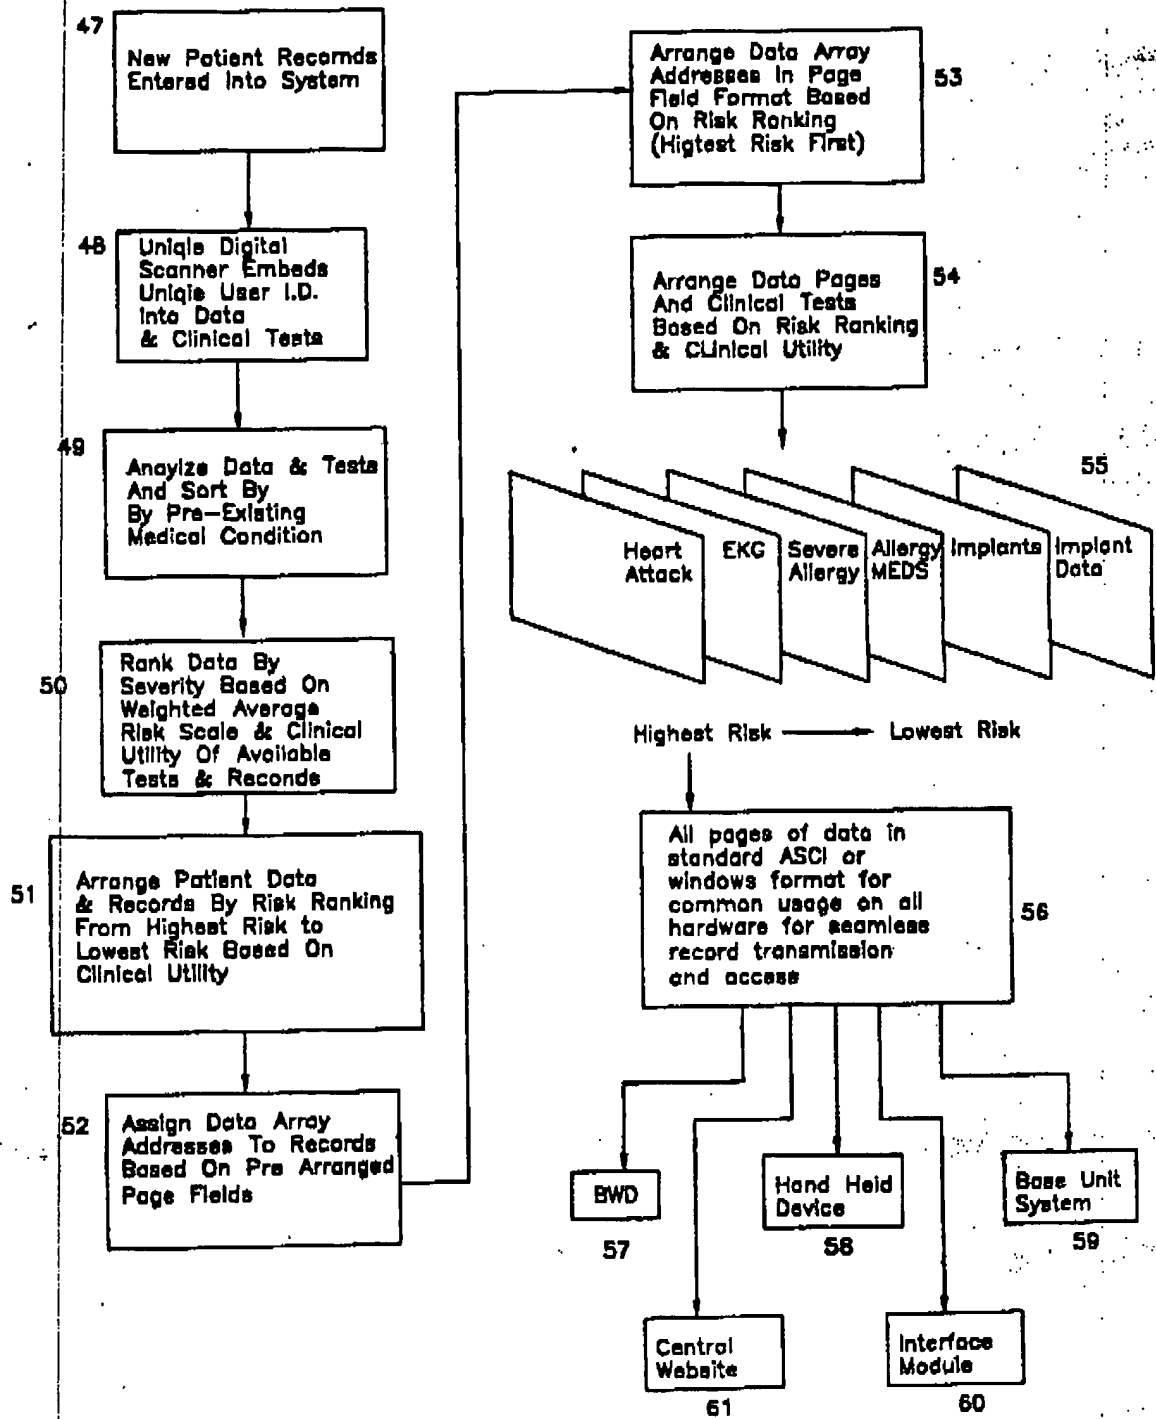 47
New Patient Recornds
Entered Into System
48
Uniqle Digital
Scanner Embeds
Uniqie User I.D.
Into Data
& Clinical Tests
49
Anaylze Data & Tests
And Sort By
By Pre-Existing
Medical Condition
50
Rank Data By
Severity Based On
Weighted Average
Risk Scale & Clinical
Utility Of Available
Tests & Reconds
51
Arrange Patient Data
& Records By Risk Ranking
From Highest Risk to
Lowest Risk Based On
Clinical Utility
52
Assign Data Array
Addresses To Records
Based On Pre Arranged
Page Fields
Arrange Data Array
Addresses In Page
Field Format Based
On Risk Ranking
(Higtest Risk First)
53
Arrange Data Pages
And Clinical Tests
Based On Risk Ranking
& CLinical Utility
54
55
Heart
Attack
EKG
Severe
Allergy
Allergy
MEDS
Implants
Implant
Data
Highest Risk
Lowest Risk
All pages of data in
standard ASCI or
windows format for
common usage on all
hardware for seamless
record transmission
and access
56
BWD
57
Hand Held
Device
58
Base Unit
System
59
Central
Website
61
Interface
Module
60